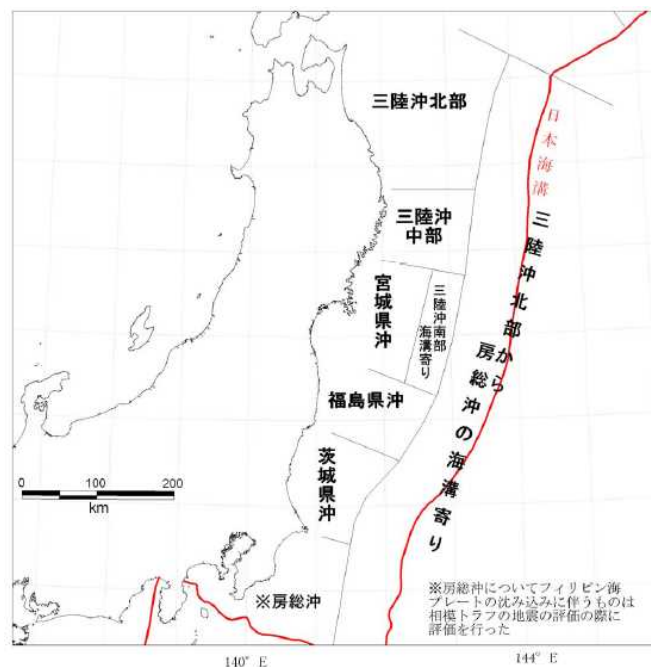 三陸沖北部
日本海溝
三陸沖
中部
三陸沖北部から
房総沖の海溝寄り
宮城県沖
三陸沖南部
海溝寄り
福島県沖
茨城県沖
0 100 200
km
※房総沖
※房総沖についてフィリピン海
プレートの沈み込みに伴うものは
相模トラフの地震の評価の際に
評価を行った
140° E
144° E